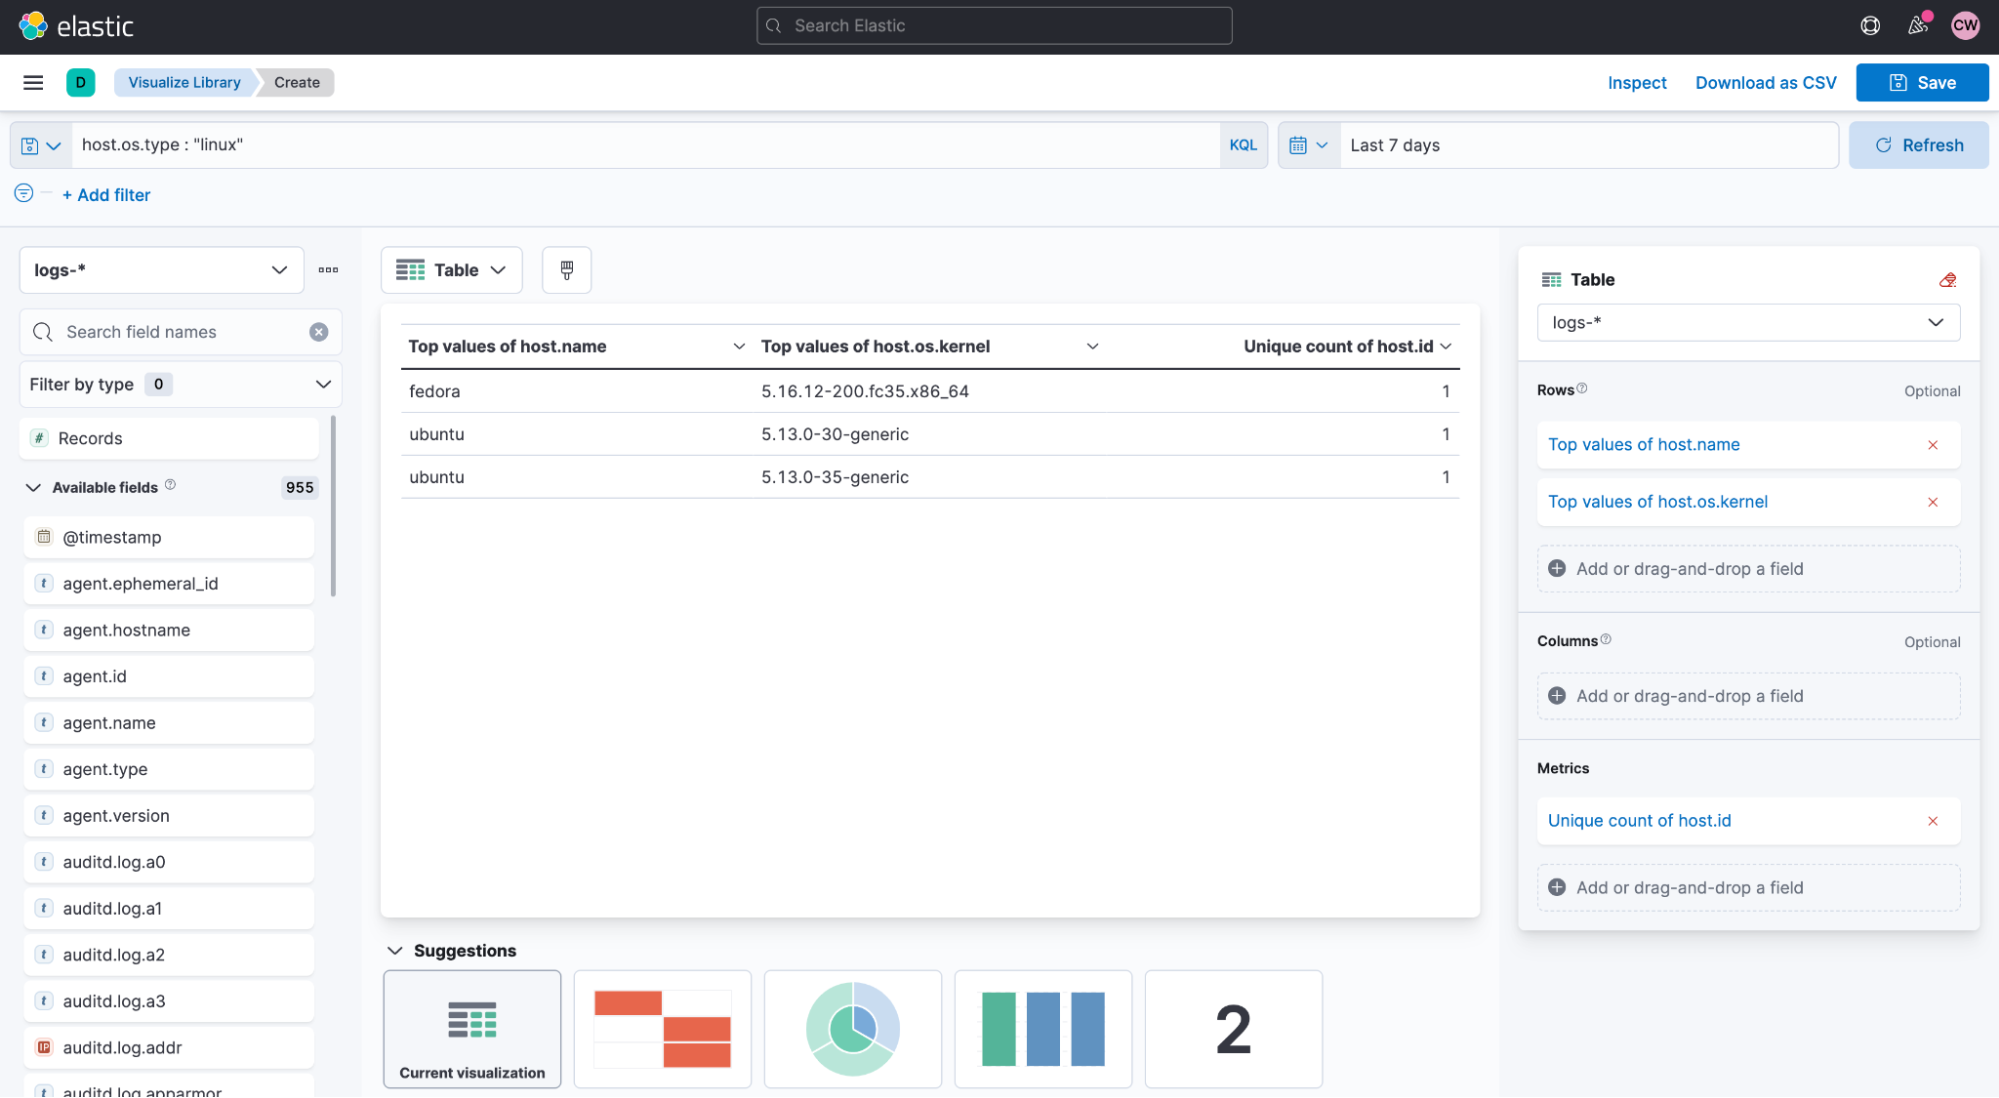 elastic
Search Elastic
CW
D
Visualize Library
Create
Inspect
Download as CSV
Save
host.os.type : "linux"
KQL
Last 7 days
Refresh
+ Add filter
logs-*
Search field names
Filter by type 0
# Records
Available fields 955
@timestamp
t agent.ephemeral_id
t agent.hostname
t agent.id
t agent.name
t agent.type
t agent.version
t auditd.log.a0
t auditd.log.a1
t auditd.log.a2
t auditd.log.a3
IP auditd.log.addr
t auditd.log.apparmor
Table
Top values of host.name Top values of host.os.kernel Unique count of host.id
fedora 5.16.12-200.fc35.x86_64 1
ubuntu 5.13.0-30-generic 1
ubuntu 5.13.0-35-generic 1
Suggestions
Current visualization
2
Table
logs-*
Rows Optional
Top values of host.name
Top values of host.os.kernel
Add or drag-and-drop a field
Columns Optional
Add or drag-and-drop a field
Metrics
Unique count of host.id
Add or drag-and-drop a field